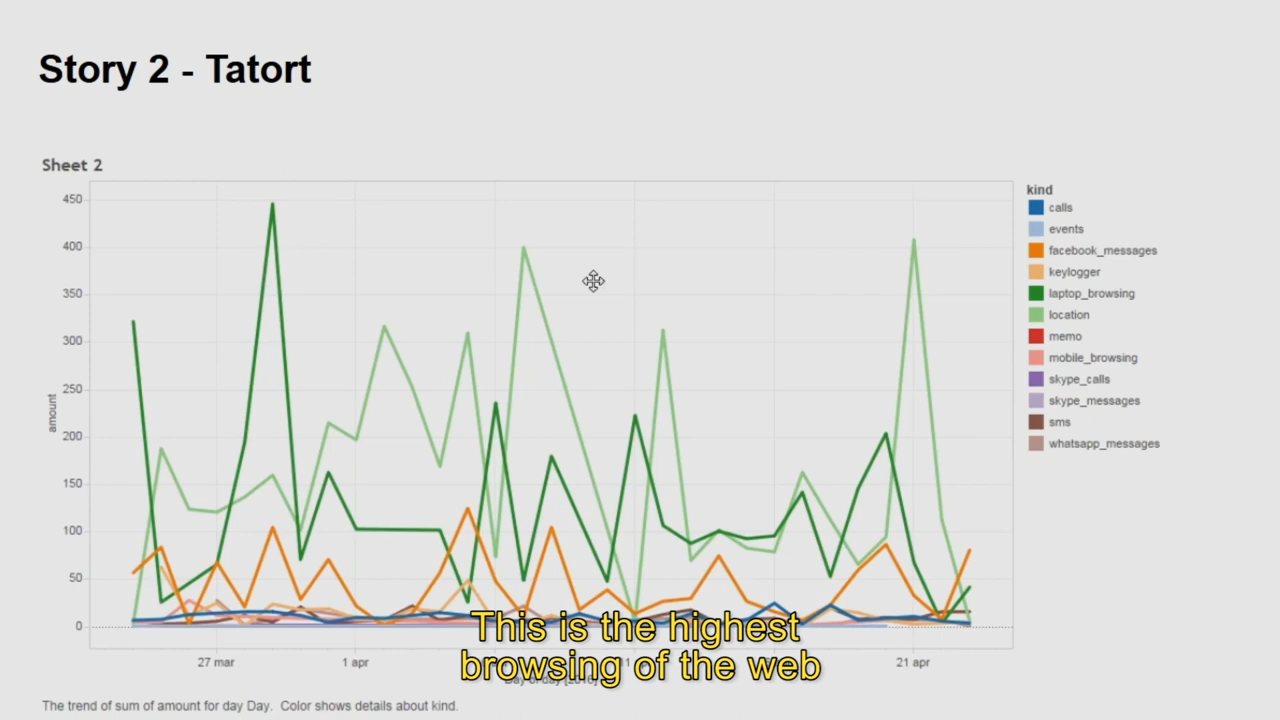 Story 2 - Tatort
Sheet 2
kind
calls
events
facebook_messages
keylogger
laptop_browsing
location
memo
mobile_browsing
skype_calls
skype_messages
sms
whatsapp_messages
450
400
350
300
250
200
150
100
50
0
amount
27 mar
1 apr
21 apr
This is the highest
browsing of the web
The trend of sum of amount for day Day. Color shows details about kind.